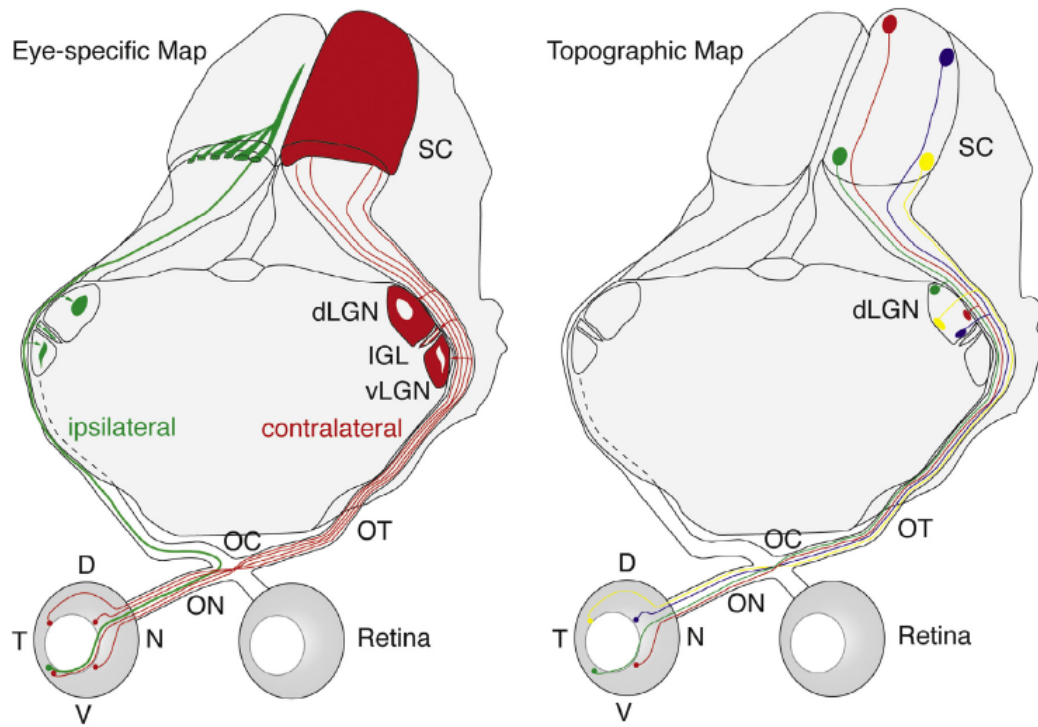 Eye-specific Map
SC
dLGN
IGL
vLGN
ipsilateral
contralateral
OC
OT
D
ON
T
N
Retina
V
Topographic Map
SC
dLGN
OC
OT
D
ON
T
N
Retina
V